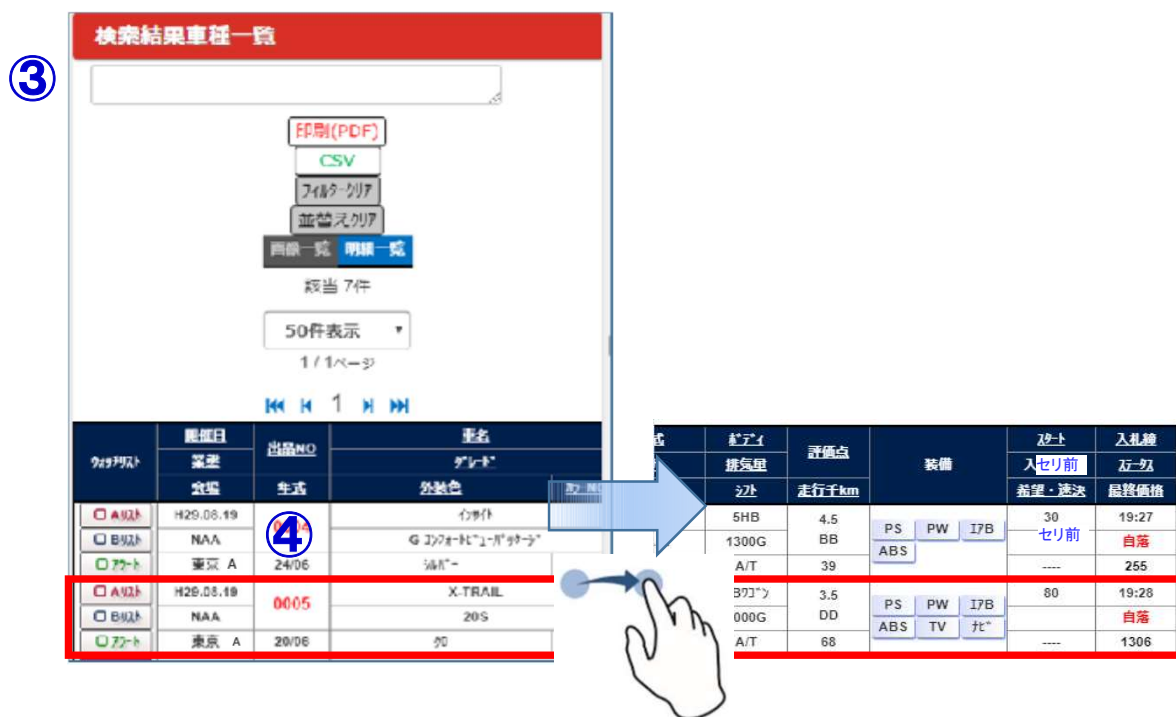 検索結果車種一覧
③
印刷(PDF)
CSV
フィルタークリア
並替えクリア
画像一覧 明細一覧
該当 7件
50件表示
1 / 1ページ
1
ｳｫｯﾁﾘｽﾄ 開催日 出品NO 車名 ﾎﾞﾃﾞｨ 評価点 装備 ｽﾀｰﾄ 入札締
業種 ｸﾞﾚｰﾄﾞ 排気量 セリ前 ｽﾃｰﾀｽ
会場 年式 外装色 ｼﾌﾄ 走行千km 希望・速決 最終価格
Aﾘｽﾄ H29.08.19 ④ ｲﾝｻｲﾄ 5HB 4.5 PS PW ｴｱB 30 19:27
Bﾘｽﾄ NAA G ｺﾝﾌｫｰﾄﾋﾞｭｰﾊﾟｯｹｰｼﾞ 1300G BB ABS セリ前 自落
ｱﾗｰﾄ 東京 A 24/06 ｼﾙﾊﾞｰ A/T 39 ---- 255
Aﾘｽﾄ H29.08.19 0005 X-TRAIL 3.5 PS PW ｴｱB 80 19:28
Bﾘｽﾄ NAA 20S 000G DD ABS TV ﾅﾋﾞ 自落
ｱﾗｰﾄ 東京 A 20/06 ｸﾛ A/T 68 ---- 1306